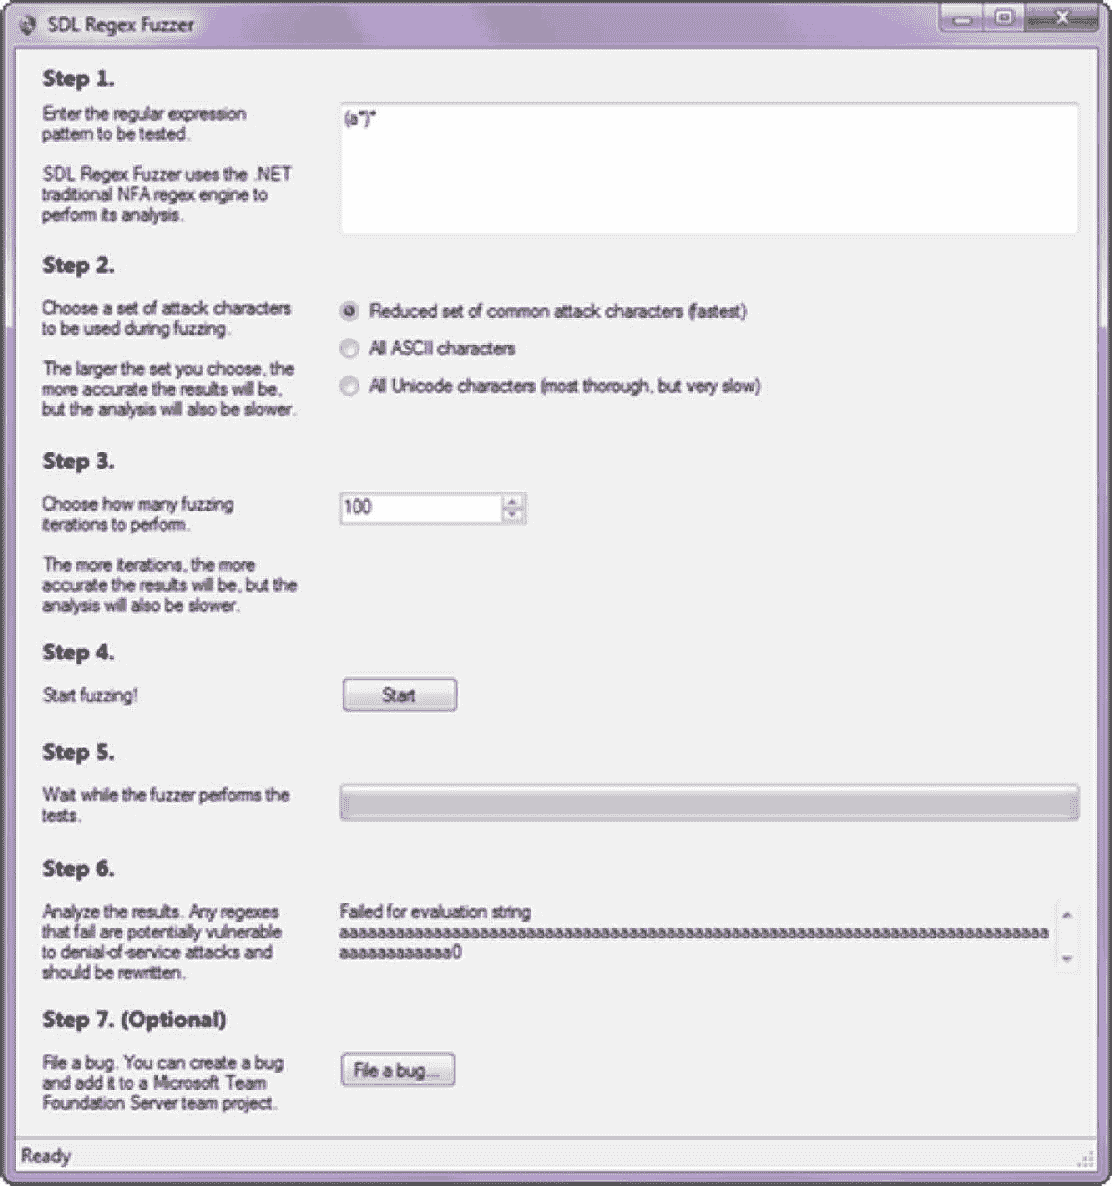 SDL Regex Fuzzer
Step 1.
Enter the regular expression
pattern to be tested.
(a*)*
SDL Regex Fuzzer uses the .NET
traditional NFA regex engine to
perform its analysis.
Step 2.
Choose a set of attack characters
to be used during fuzzing.
Reduced set of common attack characters (fastest)
All ASCII characters
The larger the set you choose, the
more accurate the results will be,
but the analysis will also be slower.
All Unicode characters (most thorough, but very slow)
Step 3.
Choose how many fuzzing
iterations to perform.
100
The more iterations, the more
accurate the results will be, but the
analysis will also be slower.
Step 4.
Start fuzzing!
Start
Step 5.
Wait while the fuzzer performs the
tests.
Step 6.
Analyze the results. Any regexes
that fail are potentially vulnerable
to denial-of-service attacks and
should be rewritten.
Failed for evaluation string
aaaaaaaaaaaaaaaaaaaaaaaaaaaaaaaaaaaaaaaaaaaaaaaaaaaaaaaaaaaaaaaaaaaaaaaaaaaa
aaaaaaaaaaaa0
Step 7. (Optional)
File a bug. You can create a bug
and add it to a Microsoft Team
Foundation Server team project.
File a bug...
Ready